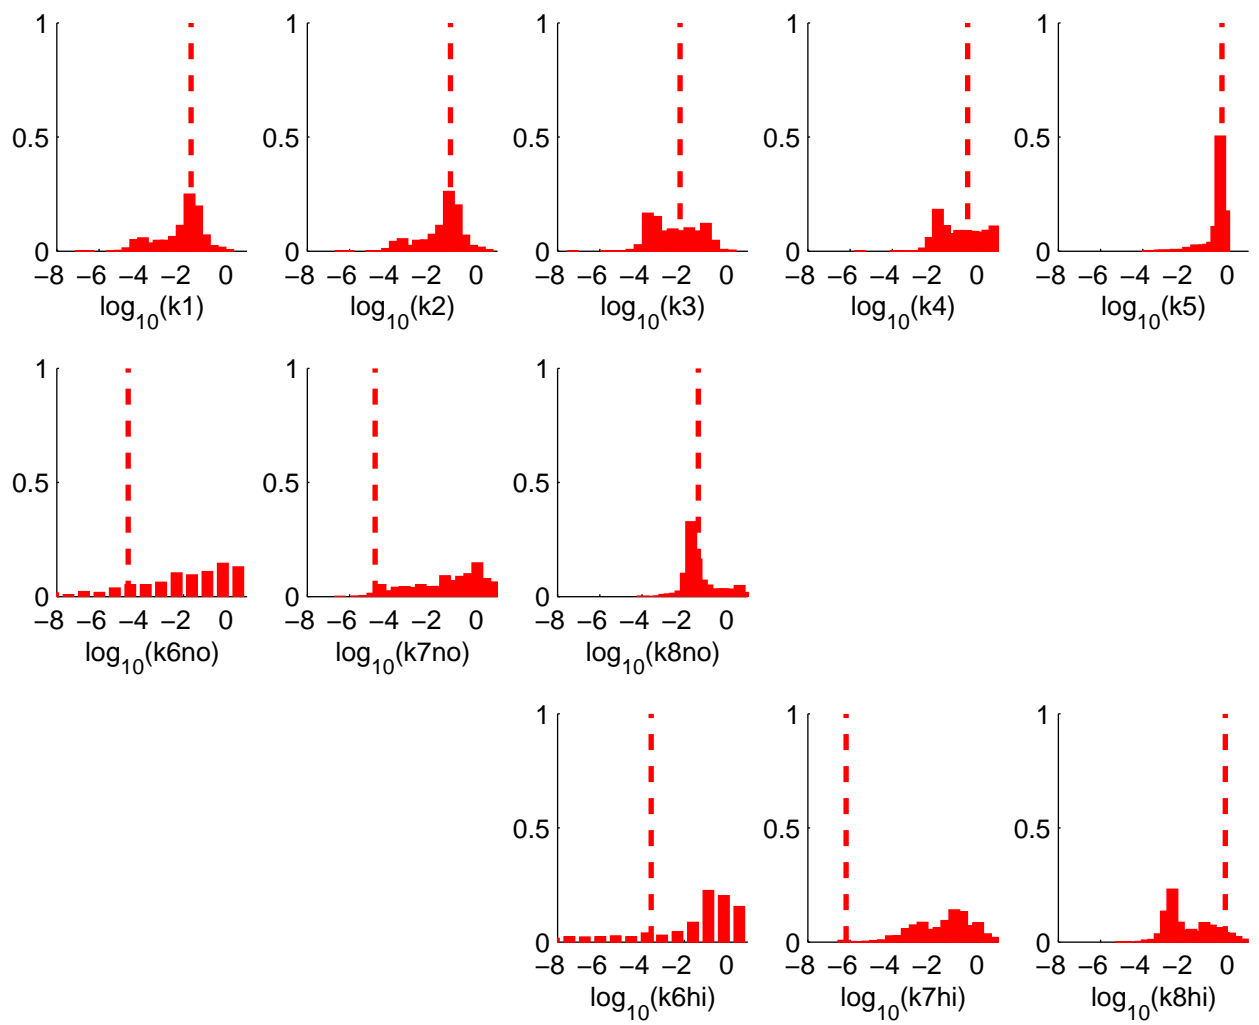 1 1 1 1 1
0.5 0.5 0.5 0.5 0.5
0 0 0 0 0
−8 −6 −4 −2 0 −8 −6 −4 −2 0 −8 −6 −4 −2 0 −8 −6 −4 −2 0 −8 −6 −4 −2 0
log10(k1) log10(k2) log10(k3) log10(k4) log10(k5)
1 1 1
0.5 0.5 0.5
0 0 0
−8 −6 −4 −2 0 −8 −6 −4 −2 0 −8 −6 −4 −2 0
log10(k6no) log10(k7no) log10(k8no)
1 1 1
0.5 0.5 0.5
0 0 0
−8 −6 −4 −2 0 −8 −6 −4 −2 0 −8 −6 −4 −2 0
log10(k6hi) log10(k7hi) log10(k8hi)